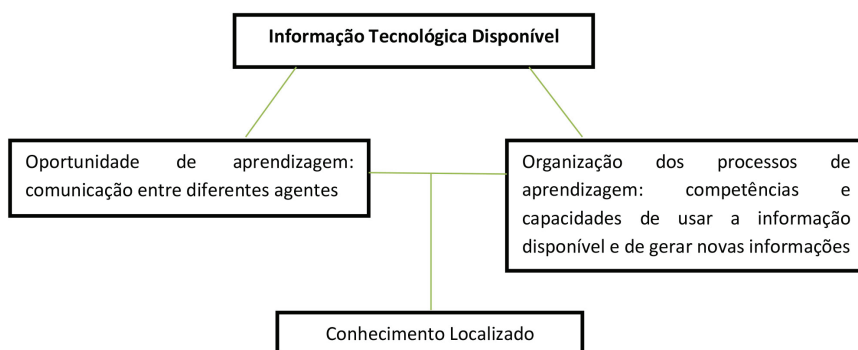 Informação Tecnológica Disponível
Oportunidade de aprendizagem:
comunicação entre diferentes agentes
Organização dos processos de
aprendizagem: competências e
capacidades de usar a informação
disponível e de gerar novas informações
Conhecimento Localizado